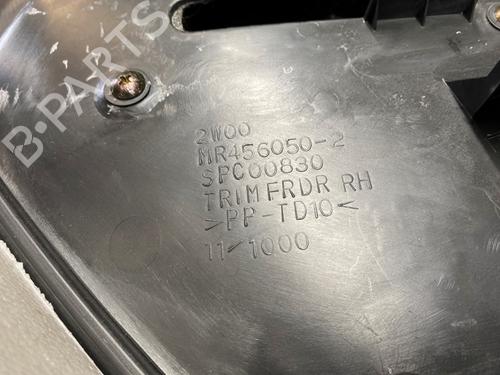 B-PARTS
2W00
MR456050-2
SPC00830
TRIM FRDR RH
>PP-TD10<
11/1000